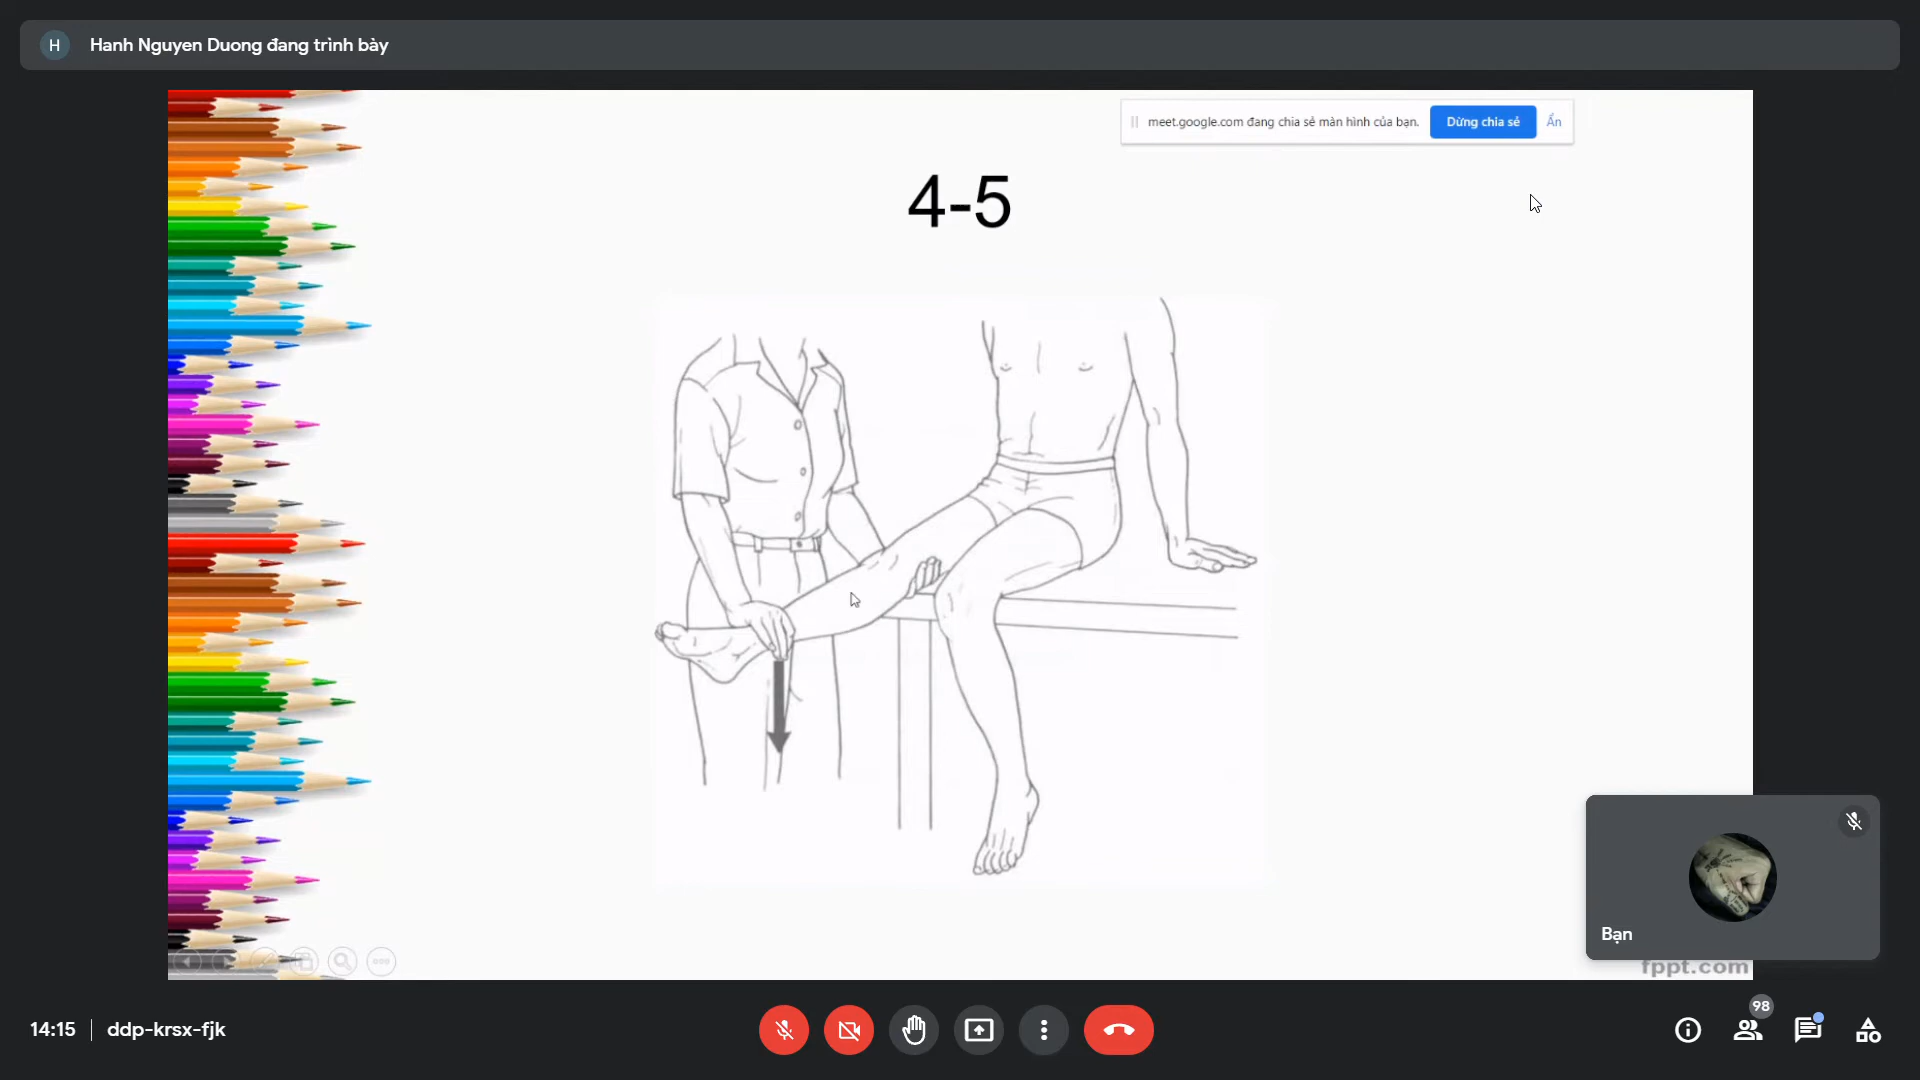 H
Hanh Nguyen Duong đang trình bày
meet.google.com đang chia sẻ màn hình của bạn.
Dừng chia sẻ
Ẩn
4-5
Bạn
fppt.com
14:15
ddp-krsx-fjk
98